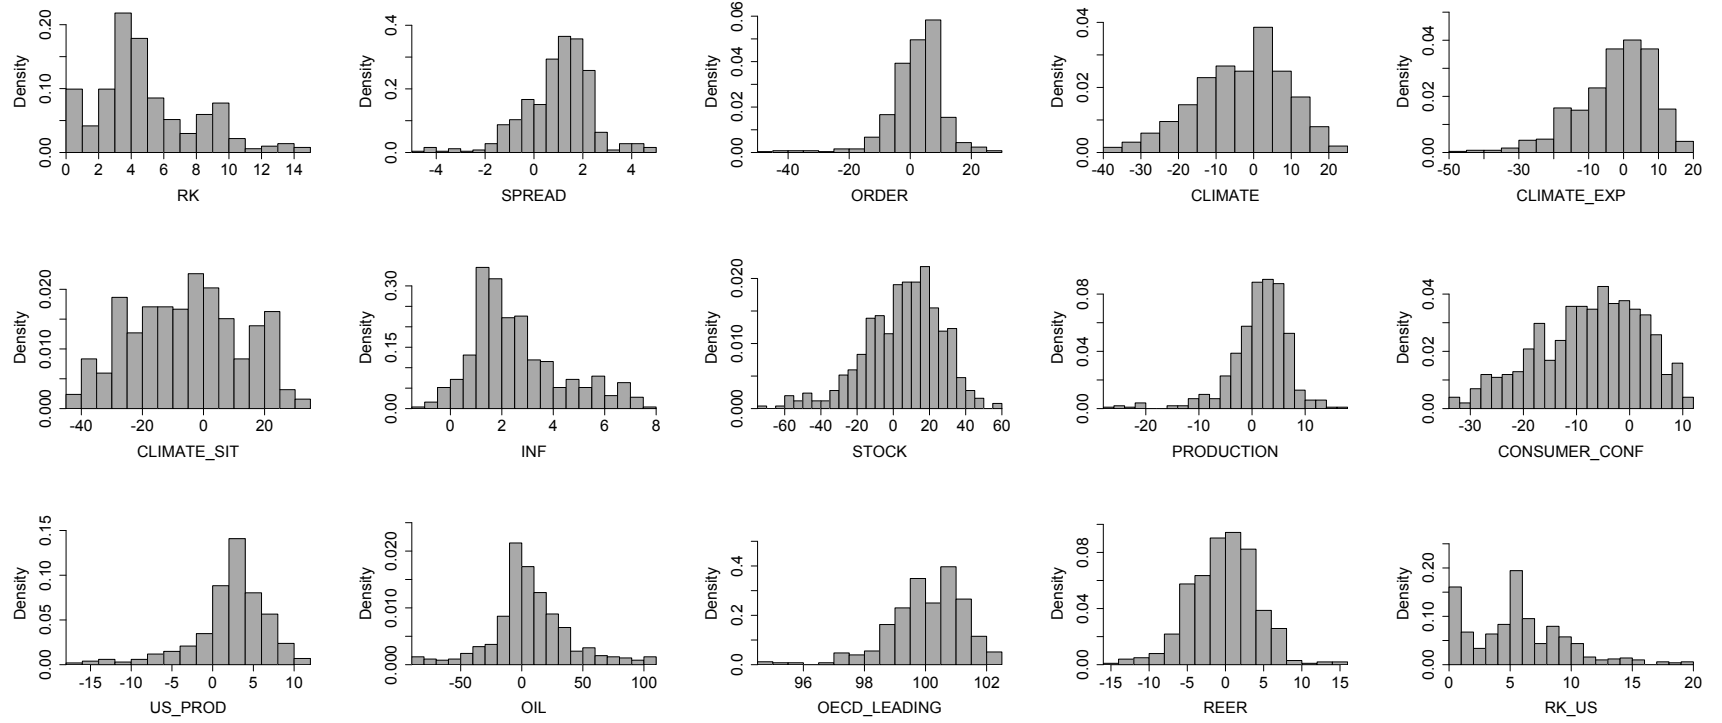 Density
0.00 0.10 0.20
0 2 4 6 8 10 12 14
RK
Density
0.0 0.2 0.4
-4 -2 0 2 4
SPREAD
Density
0.00 0.02 0.04 0.06
-40 -20 0 20
ORDER
Density
0.00 0.02 0.04
-40 -30 -20 -10 0 10 20
CLIMATE
Density
0.00 0.02 0.04
-50 -30 -10 0 10 20
CLIMATE_EXP
Density
0.000 0.010 0.020
-40 -20 0 20
CLIMATE_SIT
Density
0.00 0.15 0.30
0 2 4 6 8
INF
Density
0.000 0.010 0.020
-60 -40 -20 0 20 40 60
STOCK
Density
0.00 0.04 0.08
-20 -10 0 10
PRODUCTION
Density
0.00 0.02 0.04
-30 -20 -10 0 10
CONSUMER_CONF
Density
0.00 0.05 0.10 0.15
-15 -10 -5 0 5 10
US_PROD
Density
0.000 0.010 0.020
-50 0 50 100
OIL
Density
0.0 0.2 0.4
96 98 100 102
OECD_LEADING
Density
0.00 0.04 0.08
-15 -10 -5 0 5 10 15
REER
Density
0.00 0.10 0.20
0 5 10 15 20
RK_US